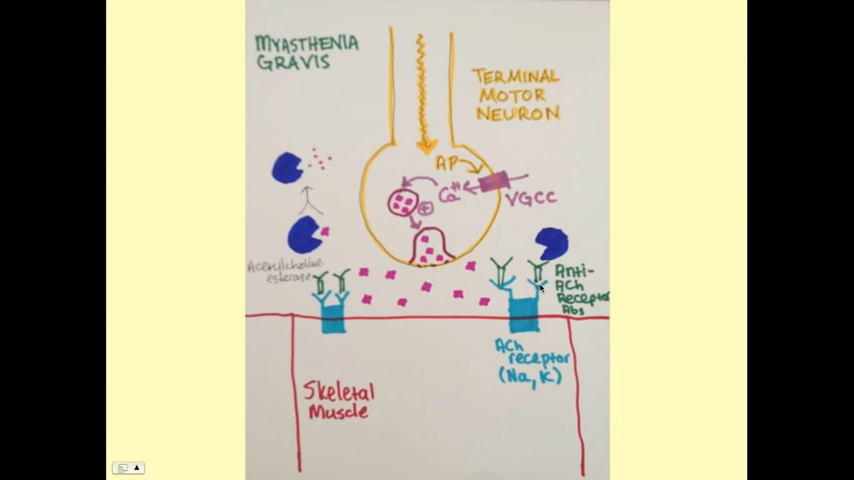 MYASTHENIA
GRAVIS
TERMINAL
MOTOR
NEURON
AP
Ca++
VGCC
+
Acetylcholine
esterase
Anti-
ACh
Receptor
Abs
ACh
receptor
(Na, K)
Skeletal
Muscle